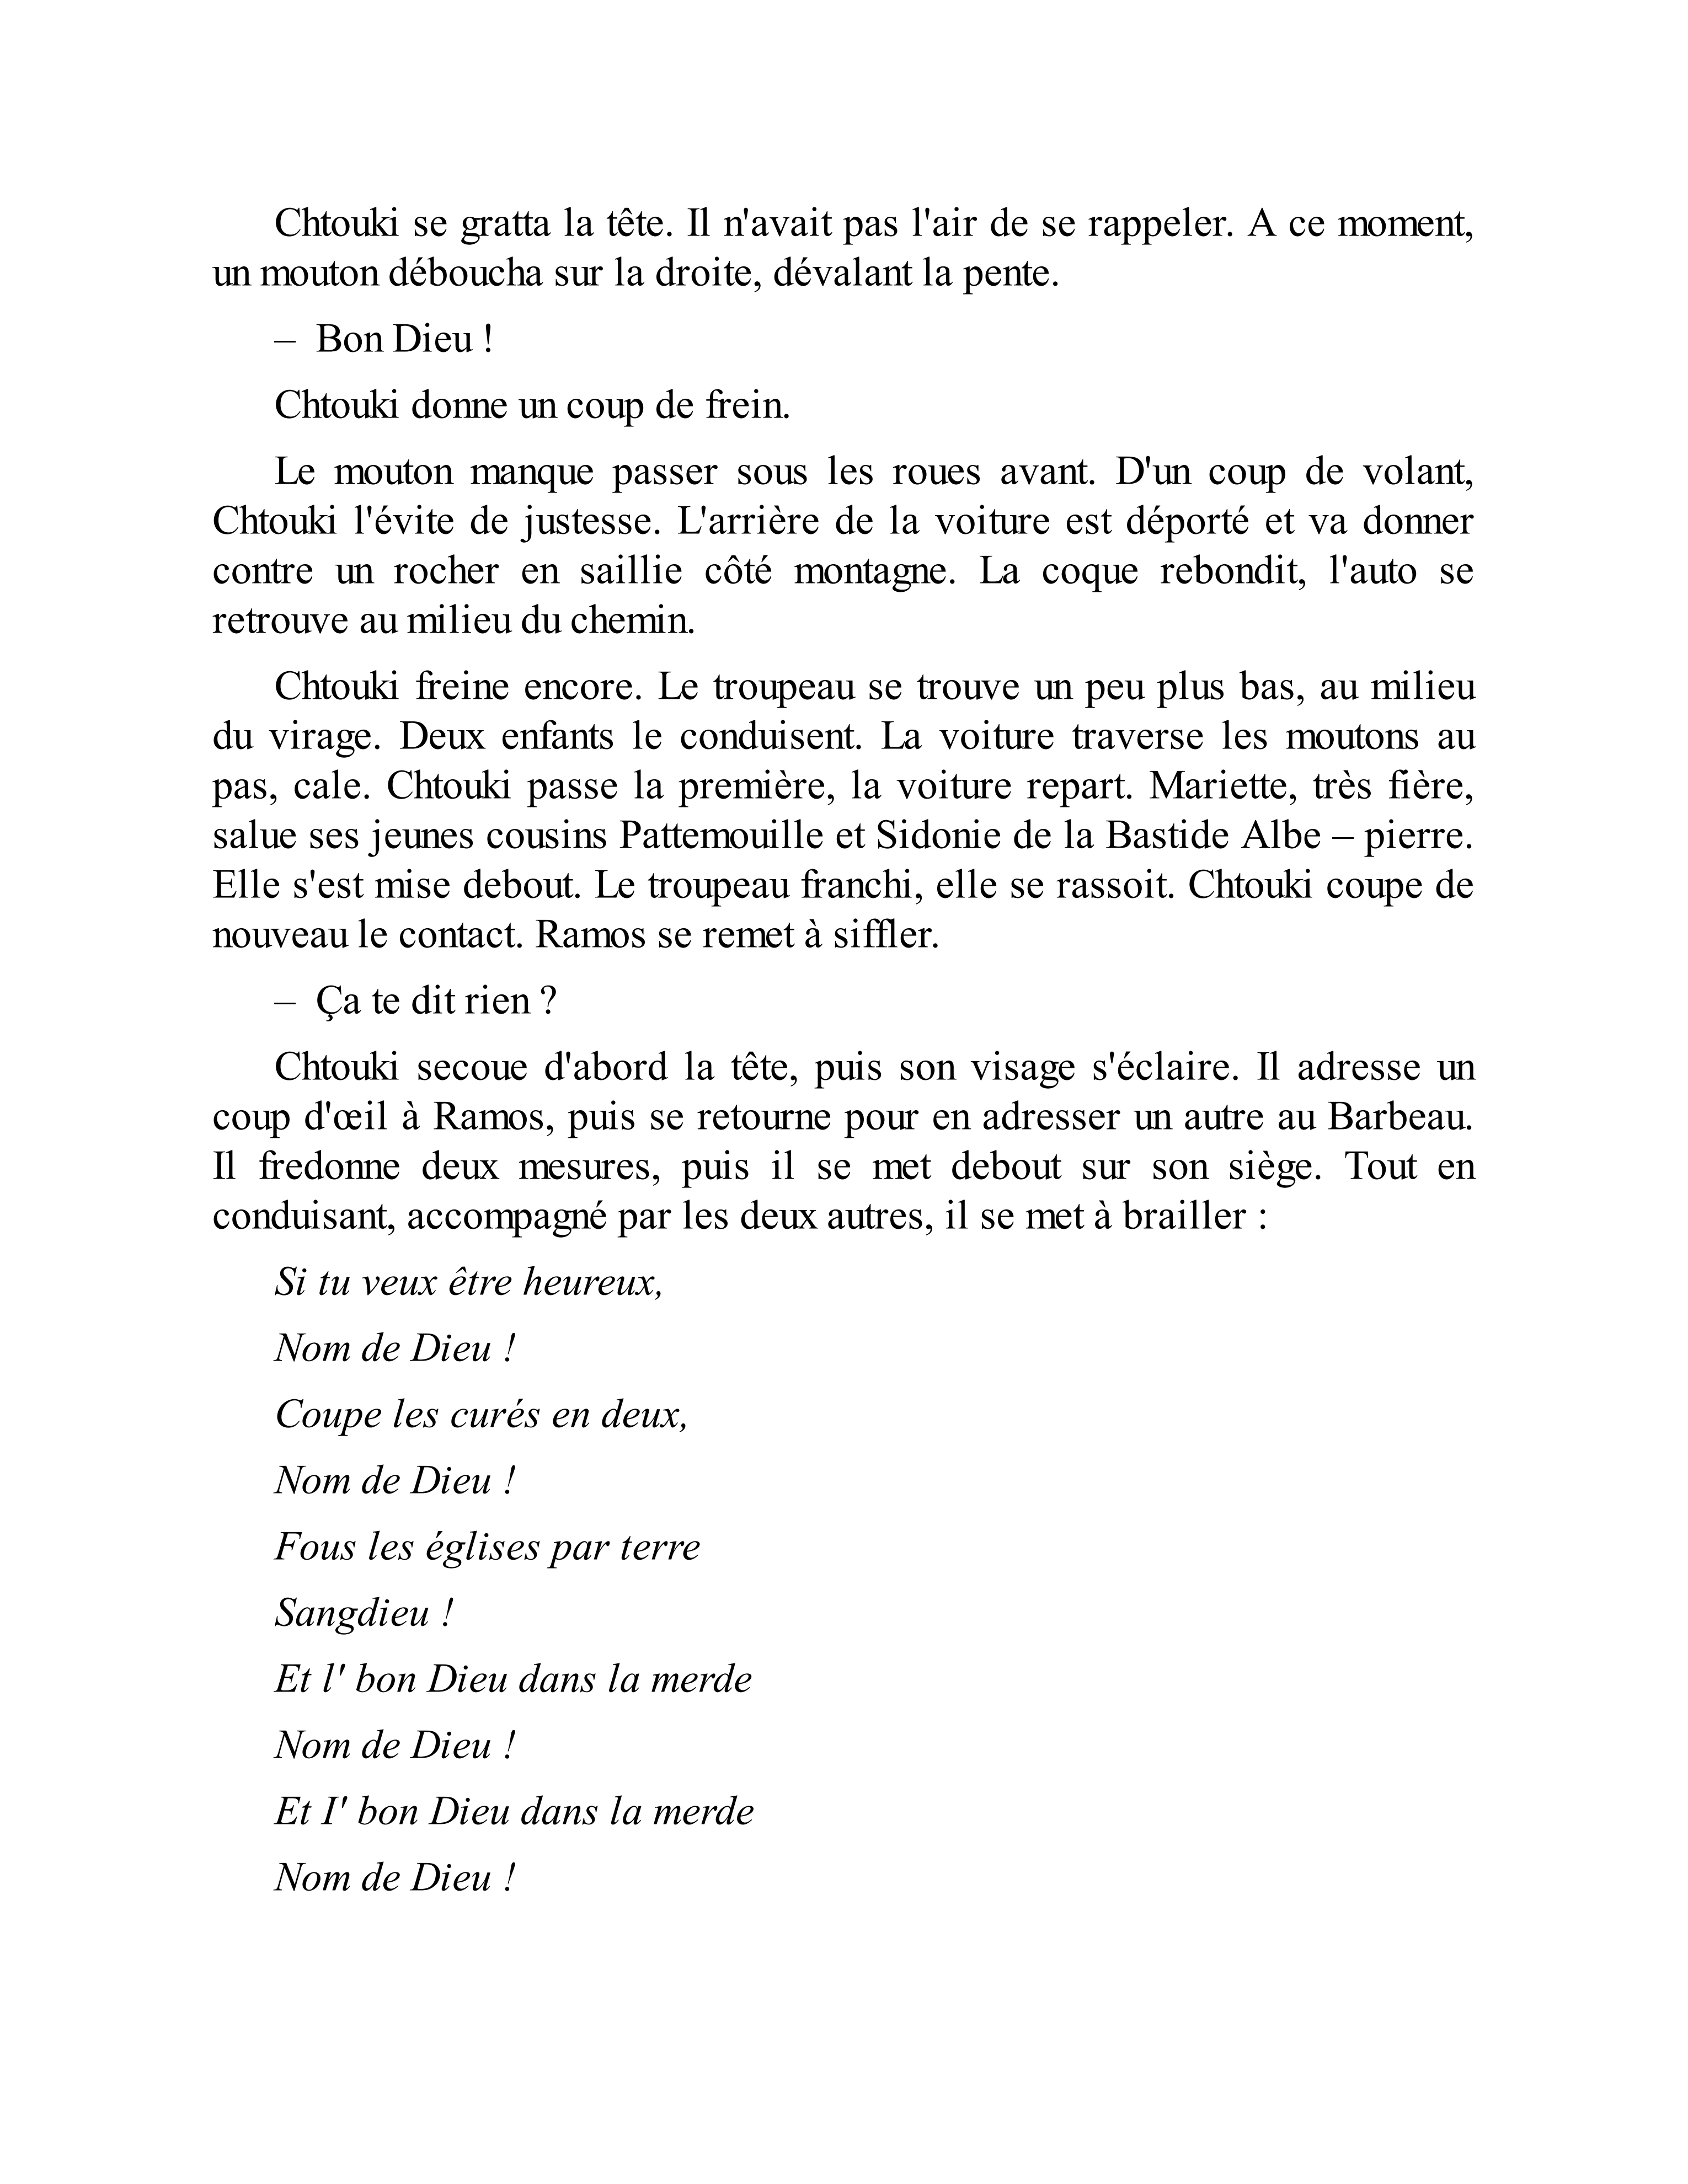 Chtouki se gratta la tête. Il n'avait pas l'air de se rappeler. A ce moment,
un mouton déboucha sur la droite, dévalant la pente.
– Bon Dieu !
Chtouki donne un coup de frein.
Le mouton manque passer sous les roues avant. D'un coup de volant,
Chtouki l'évite de justesse. L'arrière de la voiture est déporté et va donner
contre un rocher en saillie côté montagne. La coque rebondit, l'auto se
retrouve au milieu du chemin.
Chtouki freine encore. Le troupeau se trouve un peu plus bas, au milieu
du virage. Deux enfants le conduisent. La voiture traverse les moutons au
pas, cale. Chtouki passe la première, la voiture repart. Mariette, très fière,
salue ses jeunes cousins Pattemouille et Sidonie de la Bastide Albe – pierre.
Elle s'est mise debout. Le troupeau franchi, elle se rassoit. Chtouki coupe de
nouveau le contact. Ramos se remet à siffler.
– Ça te dit rien ?
Chtouki secoue d'abord la tête, puis son visage s'éclaire. Il adresse un
coup d'œil à Ramos, puis se retourne pour en adresser un autre au Barbeau.
Il fredonne deux mesures, puis il se met debout sur son siège. Tout en
conduisant, accompagné par les deux autres, il se met à brailler :
Si tu veux être heureux,
Nom de Dieu !
Coupe les curés en deux,
Nom de Dieu !
Fous les églises par terre
Sangdieu !
Et l' bon Dieu dans la merde
Nom de Dieu !
Et I' bon Dieu dans la merde
Nom de Dieu !